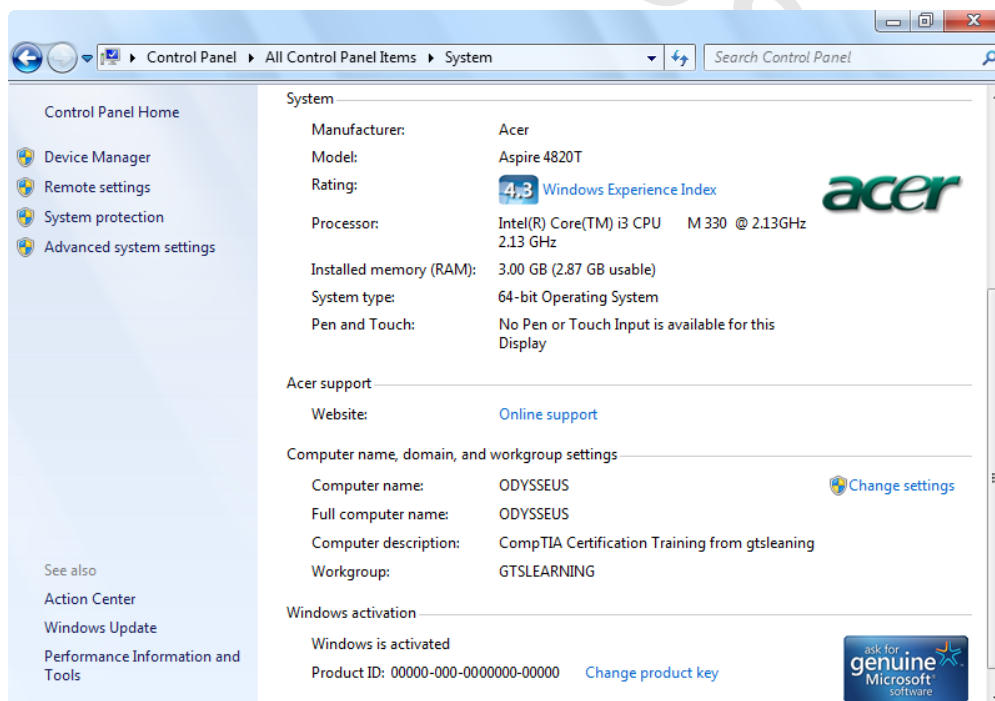 Control Panel ▸ All Control Panel Items ▸ System
Search Control Panel
Control Panel Home
Device Manager
Remote settings
System protection
Advanced system settings
See also
Action Center
Windows Update
Performance Information and
Tools
System
Manufacturer: Acer
Model: Aspire 4820T
Rating: 4,3 Windows Experience Index
acer
Processor: Intel(R) Core(TM) i3 CPU M 330 @ 2.13GHz
2.13 GHz
Installed memory (RAM): 3.00 GB (2.87 GB usable)
System type: 64-bit Operating System
Pen and Touch: No Pen or Touch Input is available for this
Display
Acer support
Website: Online support
Computer name, domain, and workgroup settings
Computer name: ODYSSEUS Change settings
Full computer name: ODYSSEUS
Computer description: CompTIA Certification Training from gtsleaning
Workgroup: GTSLEARNING
Windows activation
Windows is activated
Product ID: 00000-000-0000000-00000 Change product key
ask for
genuine
Microsoft
software